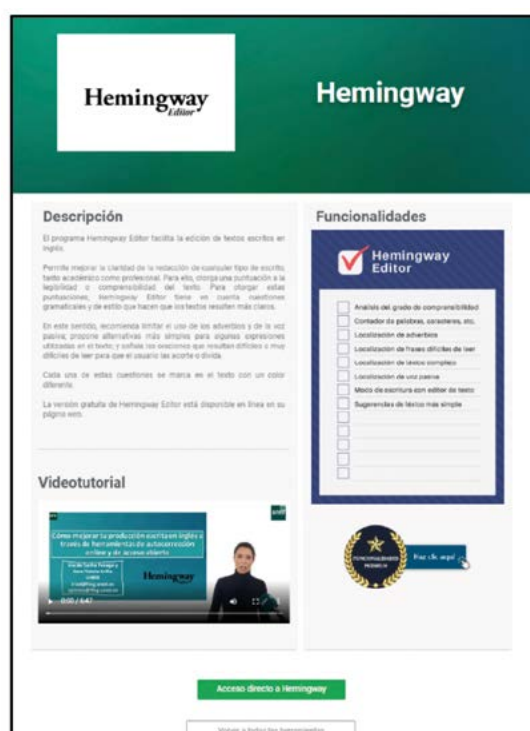 Hemingway
Editor
Hemingway
Descripción
El programa Hemingway Editor facilita la edición de textos escritos en
inglés.
Permite mejorar la claridad de la redacción de cualquier tipo de escrito,
tanto académico como profesional. Para ello, otorga una puntuación a la
legibilidad o comprensibilidad del texto. Para otorgar estas
puntuaciones, Hemingway Editor tiene en cuenta cuestiones
gramaticales y de estilo que hacen que los textos resulten más claros.
En este sentido, recomienda limitar el uso de los adverbios y de la voz
pasiva; propone alternativas más simples para algunas expresiones
utilizadas en el texto; y señala las oraciones que resultan difíciles o muy
difíciles de leer para que el usuario las acorte o divida.
Cada una de estas cuestiones se marca en el texto con un color
diferente.
La versión gratuita de Hemingway Editor está disponible en línea en su
página web.
Videotutorial
Cómo mejorar tu producción escrita en inglés a
través de herramientas de autocorrección
online y de acceso abierto
Hemingway
0:00 / 6:47
Funcionalidades
Hemingway
Editor
Análisis del grado de comprensibilidad
Contador de palabras, caracteres, etc.
Localización de adverbios
Localización de frases difíciles de leer
Localización de léxico complejo
Localización de voz pasiva
Modo de escritura con editor de texto
Sugerencias de léxico más simple
FUNCIONALIDADES
PREMIUM
Haz clic aquí
Acceso directo a Hemingway
Volver a todas las herramientas